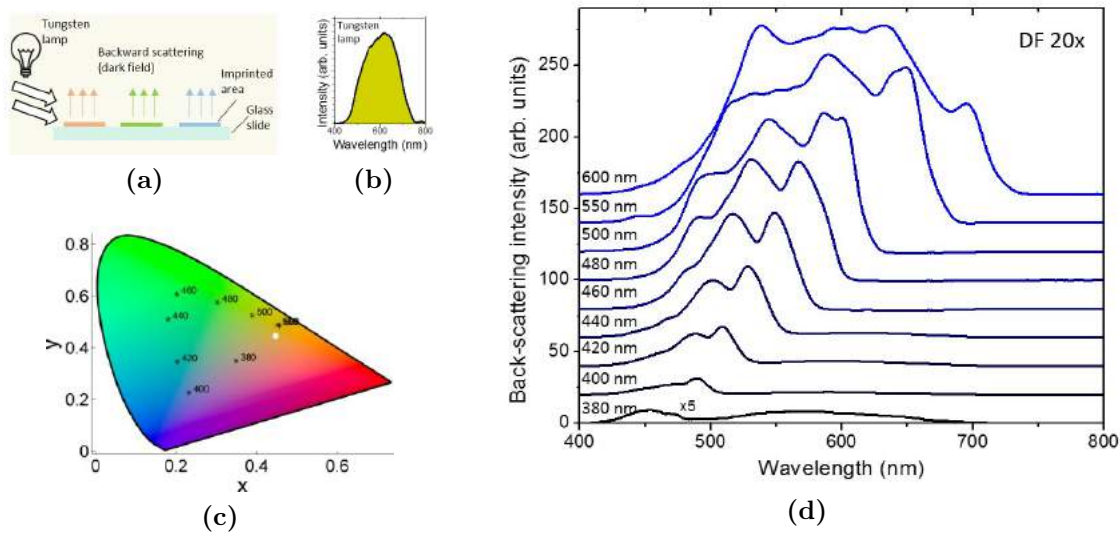 Tungsten
lamp
Backward scattering
(dark field)
Imprinted
area
Glass
slide
(a)
Intensity (arb. units)
Tungsten
lamp
400 600 800
Wavelength (nm)
(b)
y
0.8
0.6
0.4
0.2
0
460
480
440
500
420
380
400
0 0.2 0.4 0.6
x
(c)
Back-scattering intensity (arb. units)
250
200
150
100
50
0
DF 20x
600 nm
550 nm
500 nm
480 nm
460 nm
440 nm
420 nm
400 nm
380 nm
x5
400 500 600 700 800
Wavelength (nm)
(d)